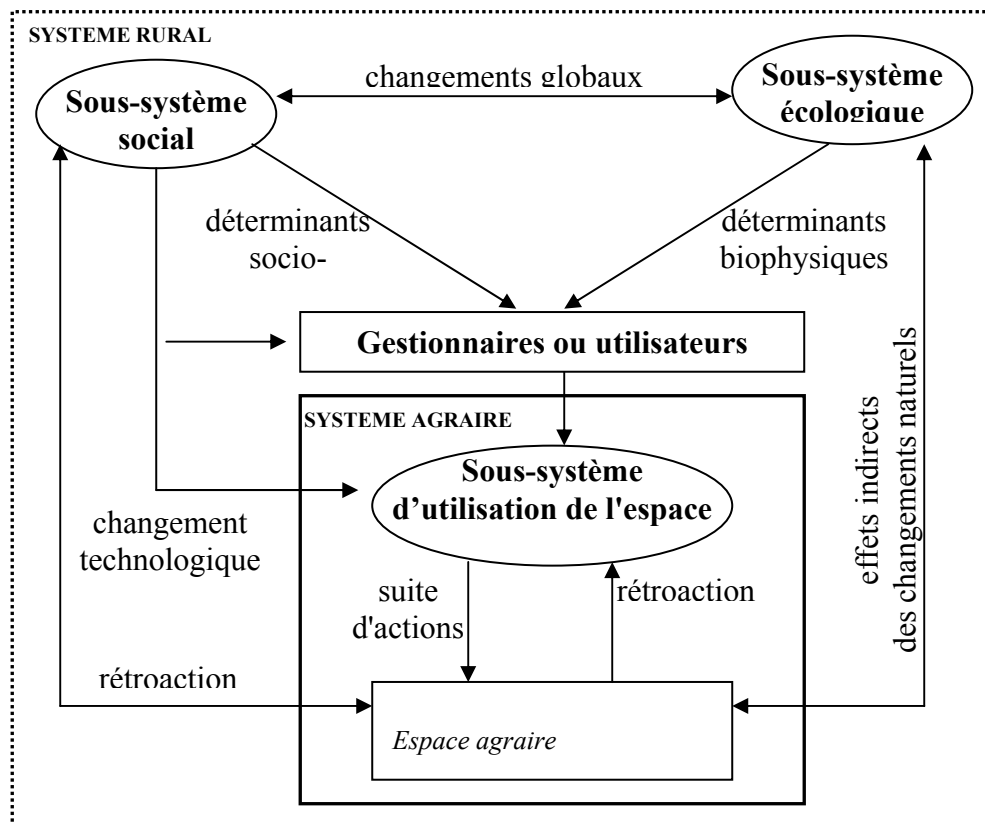 SYSTEME RURAL
changements globaux
Sous-système
social
Sous-système
écologique
déterminants
socio-
déterminants
biophysiques
Gestionnaires ou utilisateurs
SYSTEME AGRAIRE
Sous-système
d’utilisation de l'espace
changement
technologique
suite
d'actions
rétroaction
effets indirects
des changements naturels
rétroaction
Espace agraire